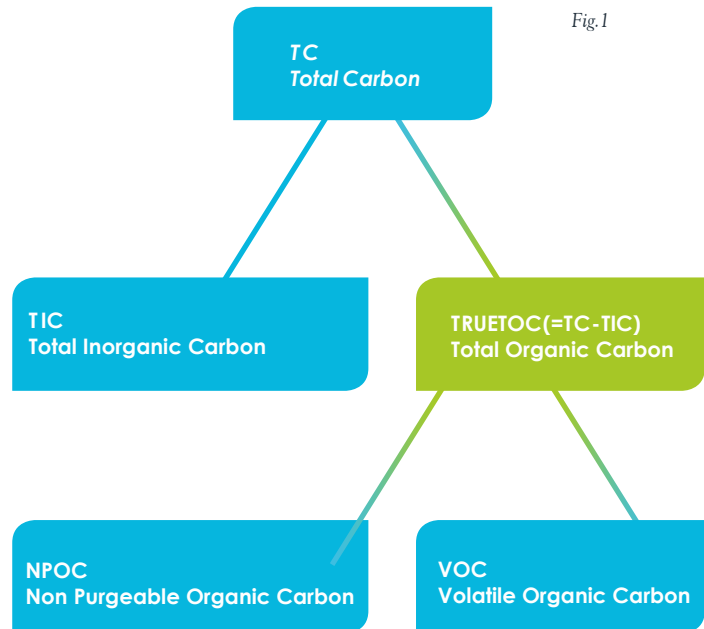 Fig.1
TC
Total Carbon
TIC
Total Inorganic Carbon
TRUETOC(=TC-TIC)
Total Organic Carbon
NPOC
Non Purgeable Organic Carbon
VOC
Volatile Organic Carbon